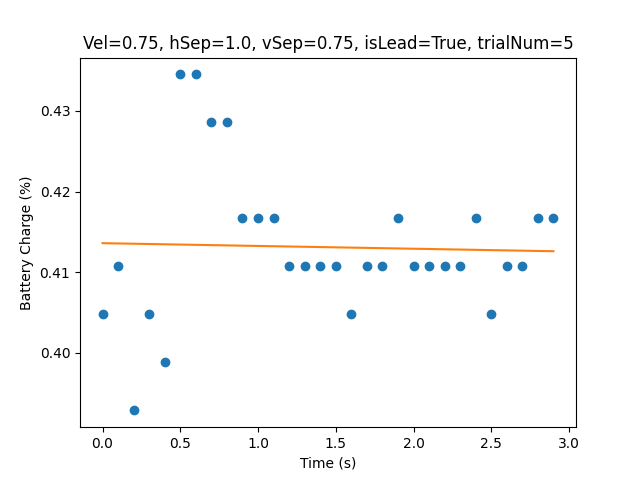 Vel=0.75, hSep=1.0, vSep=0.75, isLead=True, trialNum=5
0.43
0.42
0.41
0.40
Battery Charge (%)
0.0 0.5 1.0 1.5 2.0 2.5 3.0
Time (s)